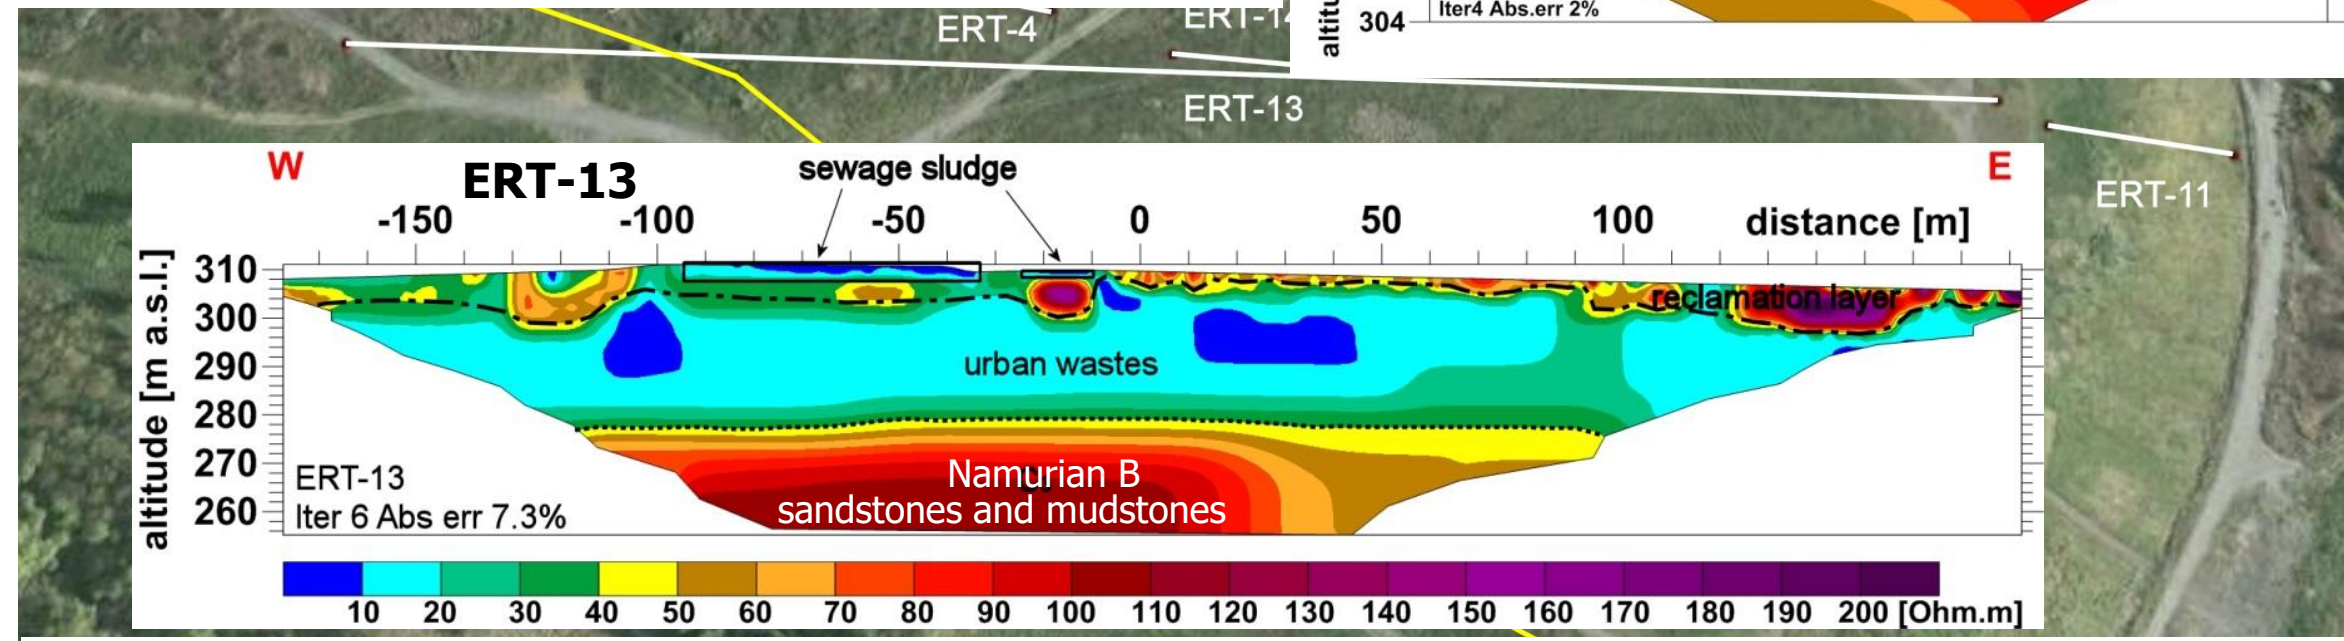 ERT-4
ERT-14
304
Iter4 Abs.err 2%
ERT-13
ERT-11
W
ERT-13
sewage sludge
E
-150 -100 -50 0 50 100 distance [m]
altitude [m a.s.l.]
310
300
290
280
270
260
reclamation layer
urban wastes
Namurian B
sandstones and mudstones
ERT-13
Iter 6 Abs err 7.3%
10 20 30 40 50 60 70 80 90 100 110 120 130 140 150 160 170 180 190 200 [Ohm.m]